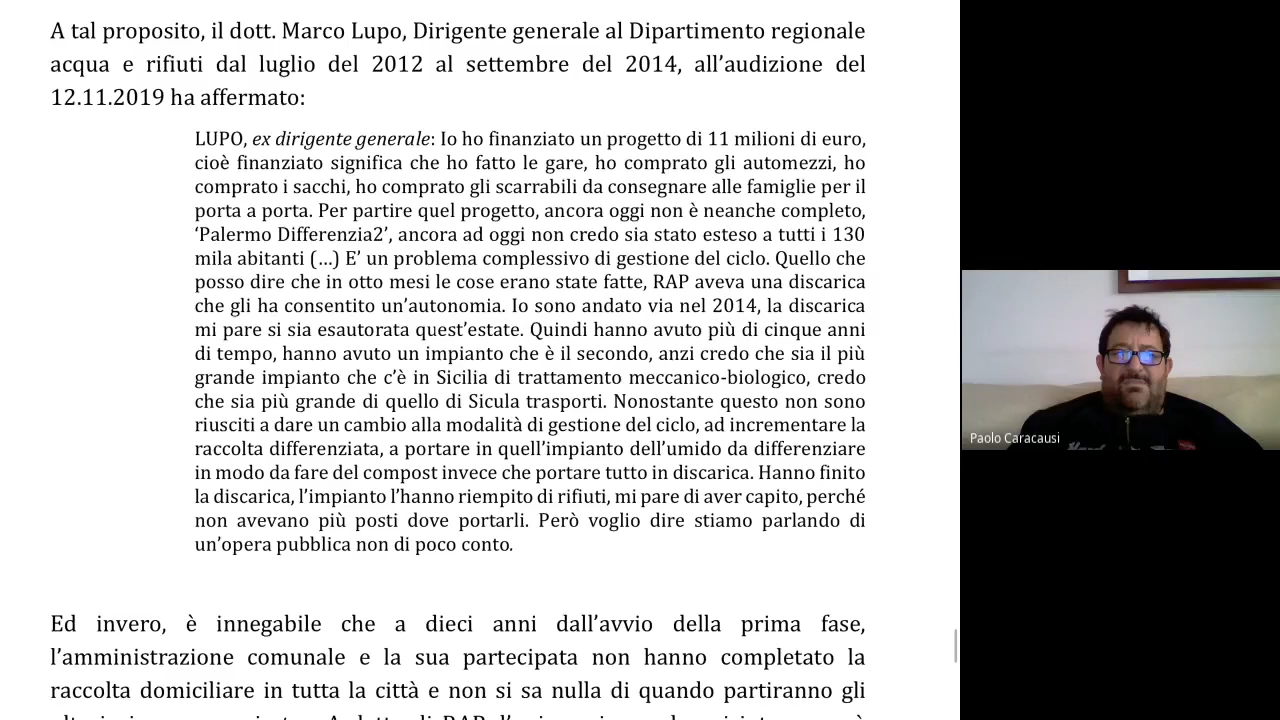 A tal proposito, il dott. Marco Lupo, Dirigente generale al Dipartimento regionale
acqua e rifiuti dal luglio del 2012 al settembre del 2014, all’audizione del
12.11.2019 ha affermato:
LUPO, ex dirigente generale: Io ho finanziato un progetto di 11 milioni di euro,
cioè finanziato significa che ho fatto le gare, ho comprato gli automezzi, ho
comprato i sacchi, ho comprato gli scarrabili da consegnare alle famiglie per il
porta a porta. Per partire quel progetto, ancora oggi non è neanche completo,
‘Palermo Differenzia2’, ancora ad oggi non credo sia stato esteso a tutti i 130
mila abitanti (…) E’ un problema complessivo di gestione del ciclo. Quello che
posso dire che in otto mesi le cose erano state fatte, RAP aveva una discarica
che gli ha consentito un’autonomia. Io sono andato via nel 2014, la discarica
mi pare si sia esautorata quest’estate. Quindi hanno avuto più di cinque anni
di tempo, hanno avuto un impianto che è il secondo, anzi credo che sia il più
grande impianto che c’è in Sicilia di trattamento meccanico-biologico, credo
che sia più grande di quello di Sicula trasporti. Nonostante questo non sono
riusciti a dare un cambio alla modalità di gestione del ciclo, ad incrementare la
raccolta differenziata, a portare in quell’impianto dell’umido da differenziare
in modo da fare del compost invece che portare tutto in discarica. Hanno finito
la discarica, l’impianto l’hanno riempito di rifiuti, mi pare di aver capito, perché
non avevano più posti dove portarli. Però voglio dire stiamo parlando di
un’opera pubblica non di poco conto.
Ed invero, è innegabile che a dieci anni dall’avvio della prima fase,
l’amministrazione comunale e la sua partecipata non hanno completato la
raccolta domiciliare in tutta la città e non si sa nulla di quando partiranno gli
Paolo Caracausi